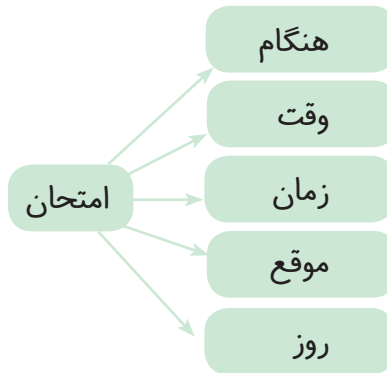 هنگام
وقت
امتحان
زمان
موقع
روز